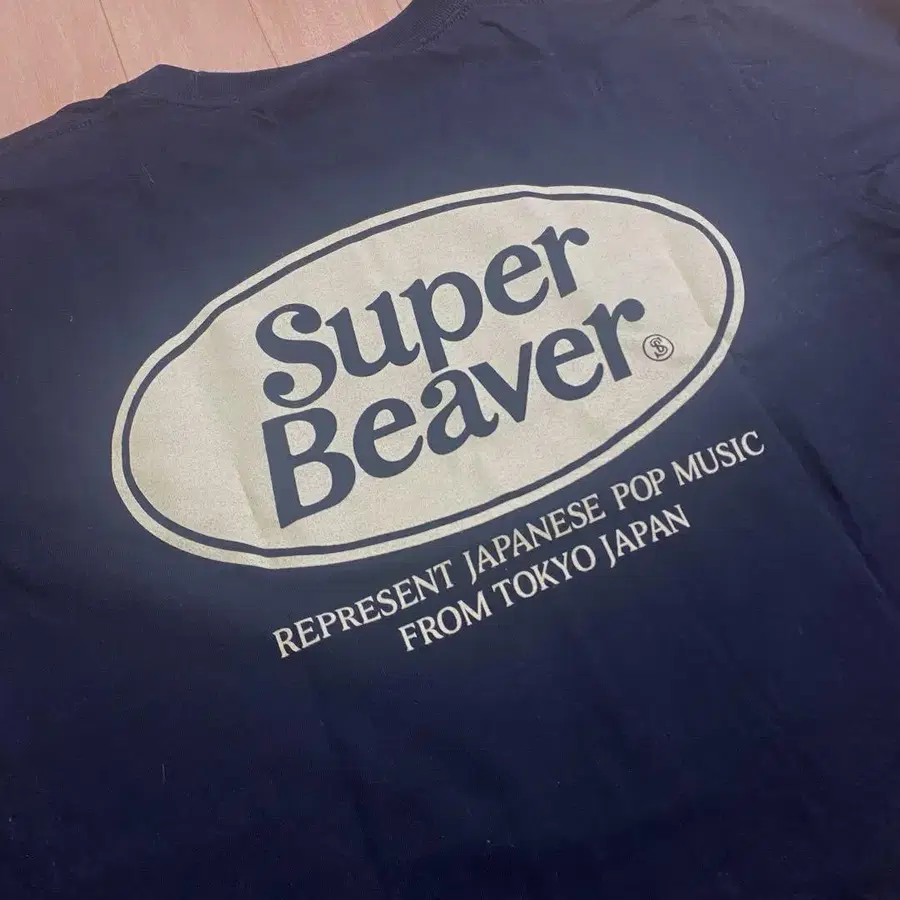 Super
Beaver
REPRESENT JAPANESE POP MUSIC
FROM TOKYO JAPAN